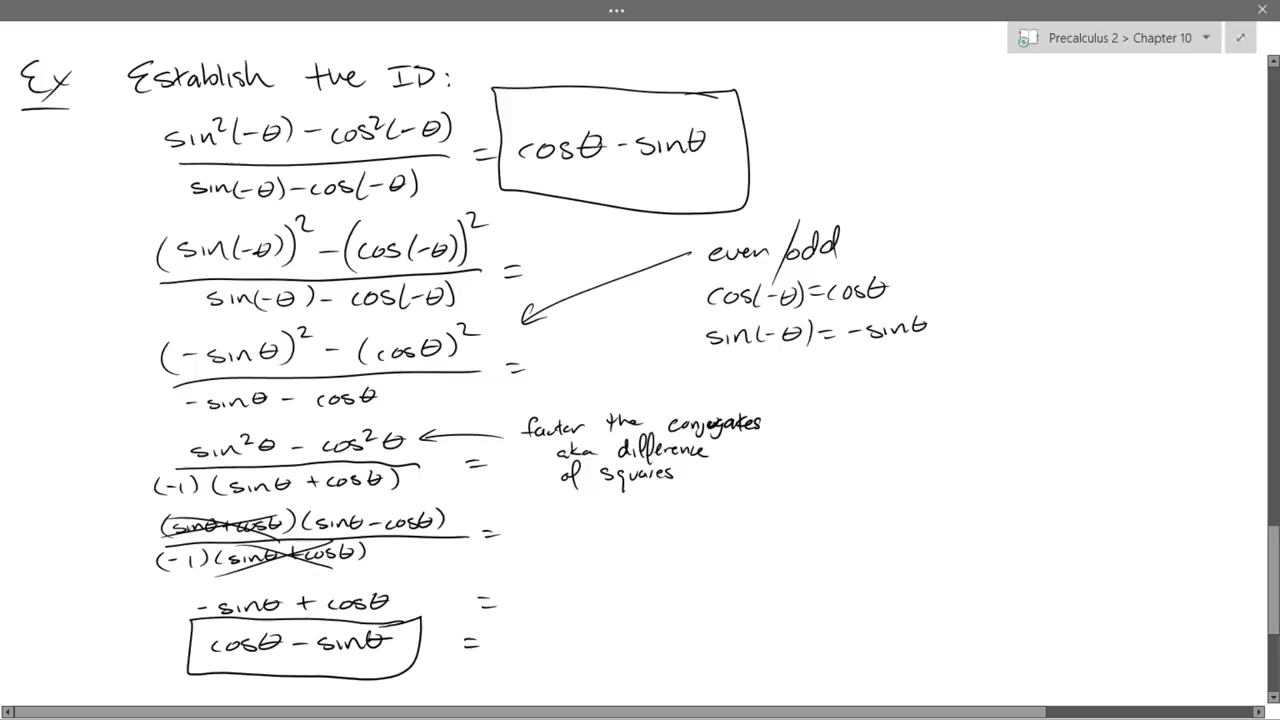 ...
Precalculus 2 > Chapter 10
Ex Establish the ID:
sin²(-θ) - cos²(-θ) / sin(-θ) - cos(-θ) = cosθ - sinθ
(sin(-θ))² - (cos(-θ))² / sin(-θ) - cos(-θ) =
even/odd
cos(-θ) = cosθ
sin(-θ) = -sinθ
(-sinθ)² - (cosθ)² / -sinθ - cosθ =
sin²θ - cos²θ / (-1)(sinθ + cosθ) =
factor the conjugates
aka difference
of squares
(sinθ+cosθ)(sinθ-cosθ) / (-1)(sinθ+cosθ) =
-sinθ + cosθ =
cosθ - sinθ =